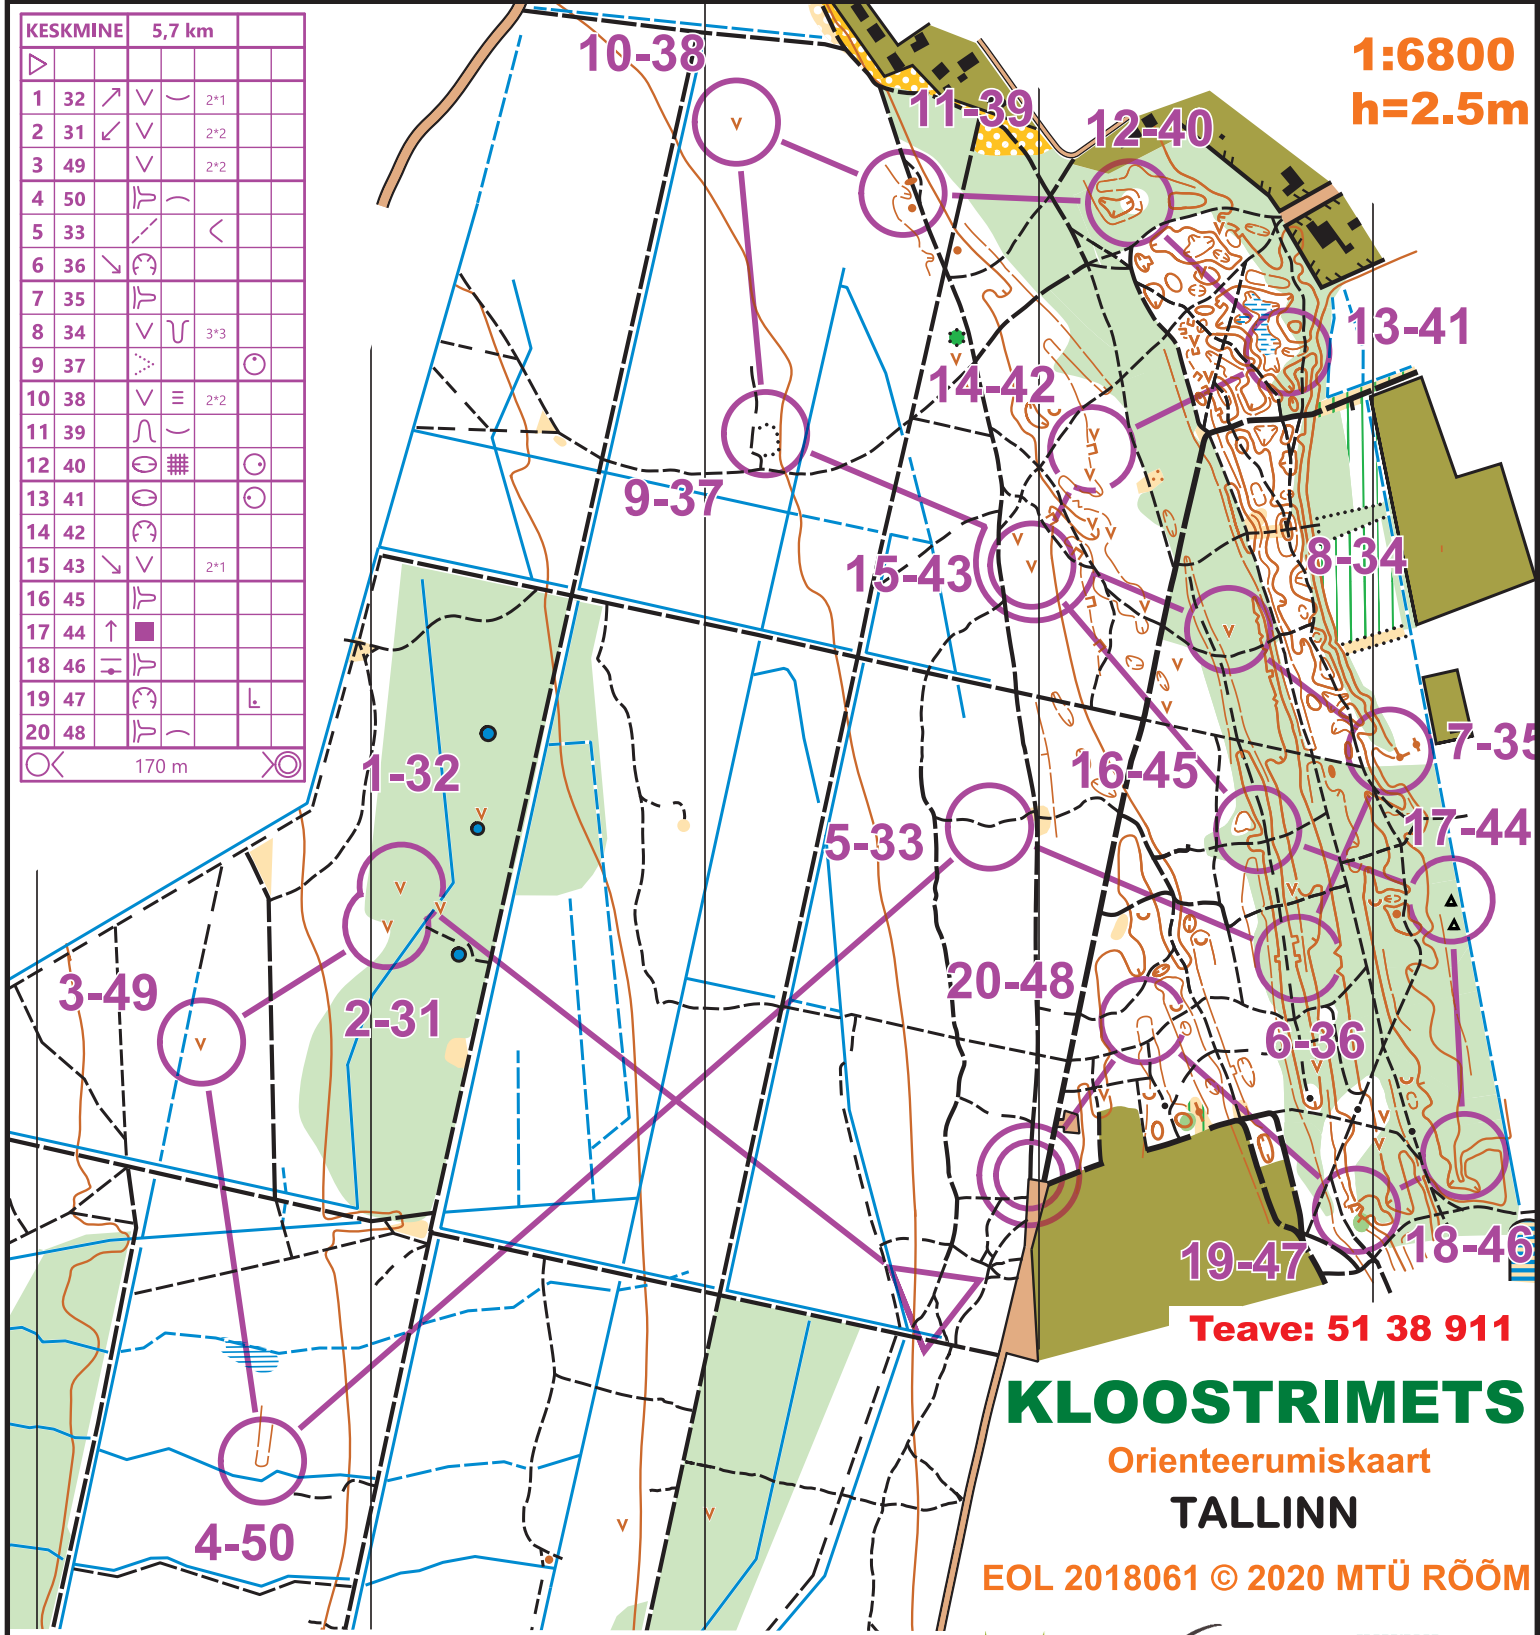 KESKMINE 5,7 km
1 32 2*1
2 31 2*2
3 49 2*2
4 50
5 33
6 36
7 35
8 34 3*3
9 37
10 38 2*2
11 39
12 40
13 41
14 42
15 43 2*1
16 45
17 44
18 46
19 47
20 48
170 m
1:6800
h=2.5m
10-38
11-39
12-40
13-41
14-42
9-37
15-43
8-34
7-35
1-32
16-45
5-33
17-44
3-49
2-31
20-48
6-36
19-47
18-46
4-50
Teave: 51 38 911
KLOOSTRIMETS
Orienteerumiskaart
TALLINN
EOL 2018061 © 2020 MTÜ RÕÕM